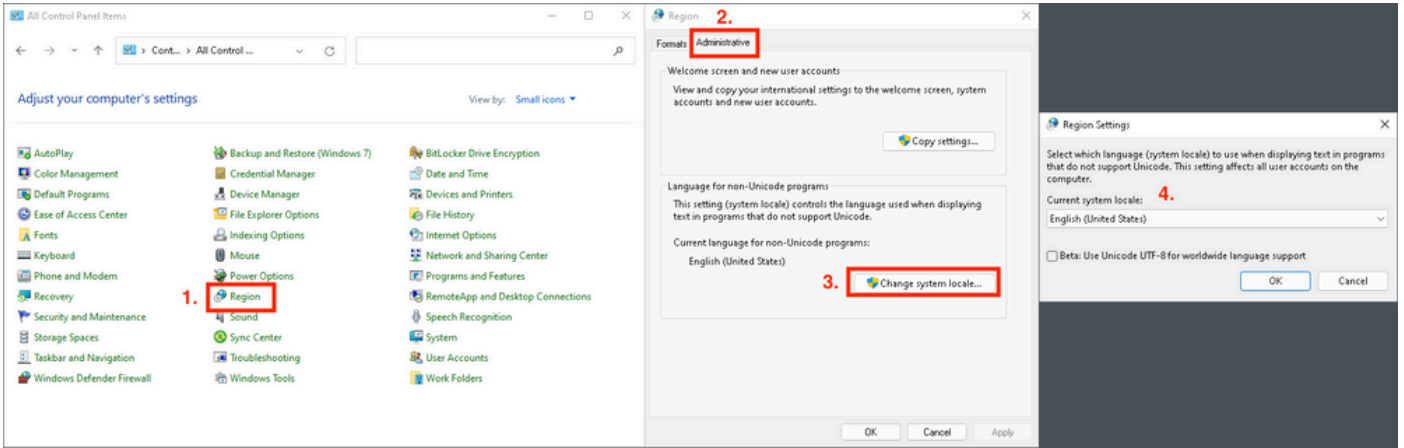 All Control Panel Items
Cont... › All Control ...
Adjust your computer's settings
View by: Small icons
AutoPlay
Backup and Restore (Windows 7)
BitLocker Drive Encryption
Color Management
Credential Manager
Date and Time
Default Programs
Device Manager
Devices and Printers
Ease of Access Center
File Explorer Options
File History
Fonts
Indexing Options
Internet Options
Keyboard
Mouse
Network and Sharing Center
Phone and Modem
Power Options
Programs and Features
Recovery
1.
Region
RemoteApp and Desktop Connections
Security and Maintenance
Sound
Speech Recognition
Storage Spaces
Sync Center
System
Taskbar and Navigation
Troubleshooting
User Accounts
Windows Defender Firewall
Windows Tools
Work Folders
Region
2.
Formats
Administrative
Welcome screen and new user accounts
View and copy your international settings to the welcome screen, system
accounts and new user accounts.
Copy settings...
Language for non-Unicode programs
This setting (system locale) controls the language used when displaying
text in programs that do not support Unicode.
Current language for non-Unicode programs:
English (United States)
3.
Change system locale...
OK
Cancel
Apply
Region Settings
Select which language (system locale) to use when displaying text in programs
that do not support Unicode. This setting affects all user accounts on the
computer.
4.
Current system locale:
English (United States)
Beta: Use Unicode UTF-8 for worldwide language support
OK
Cancel